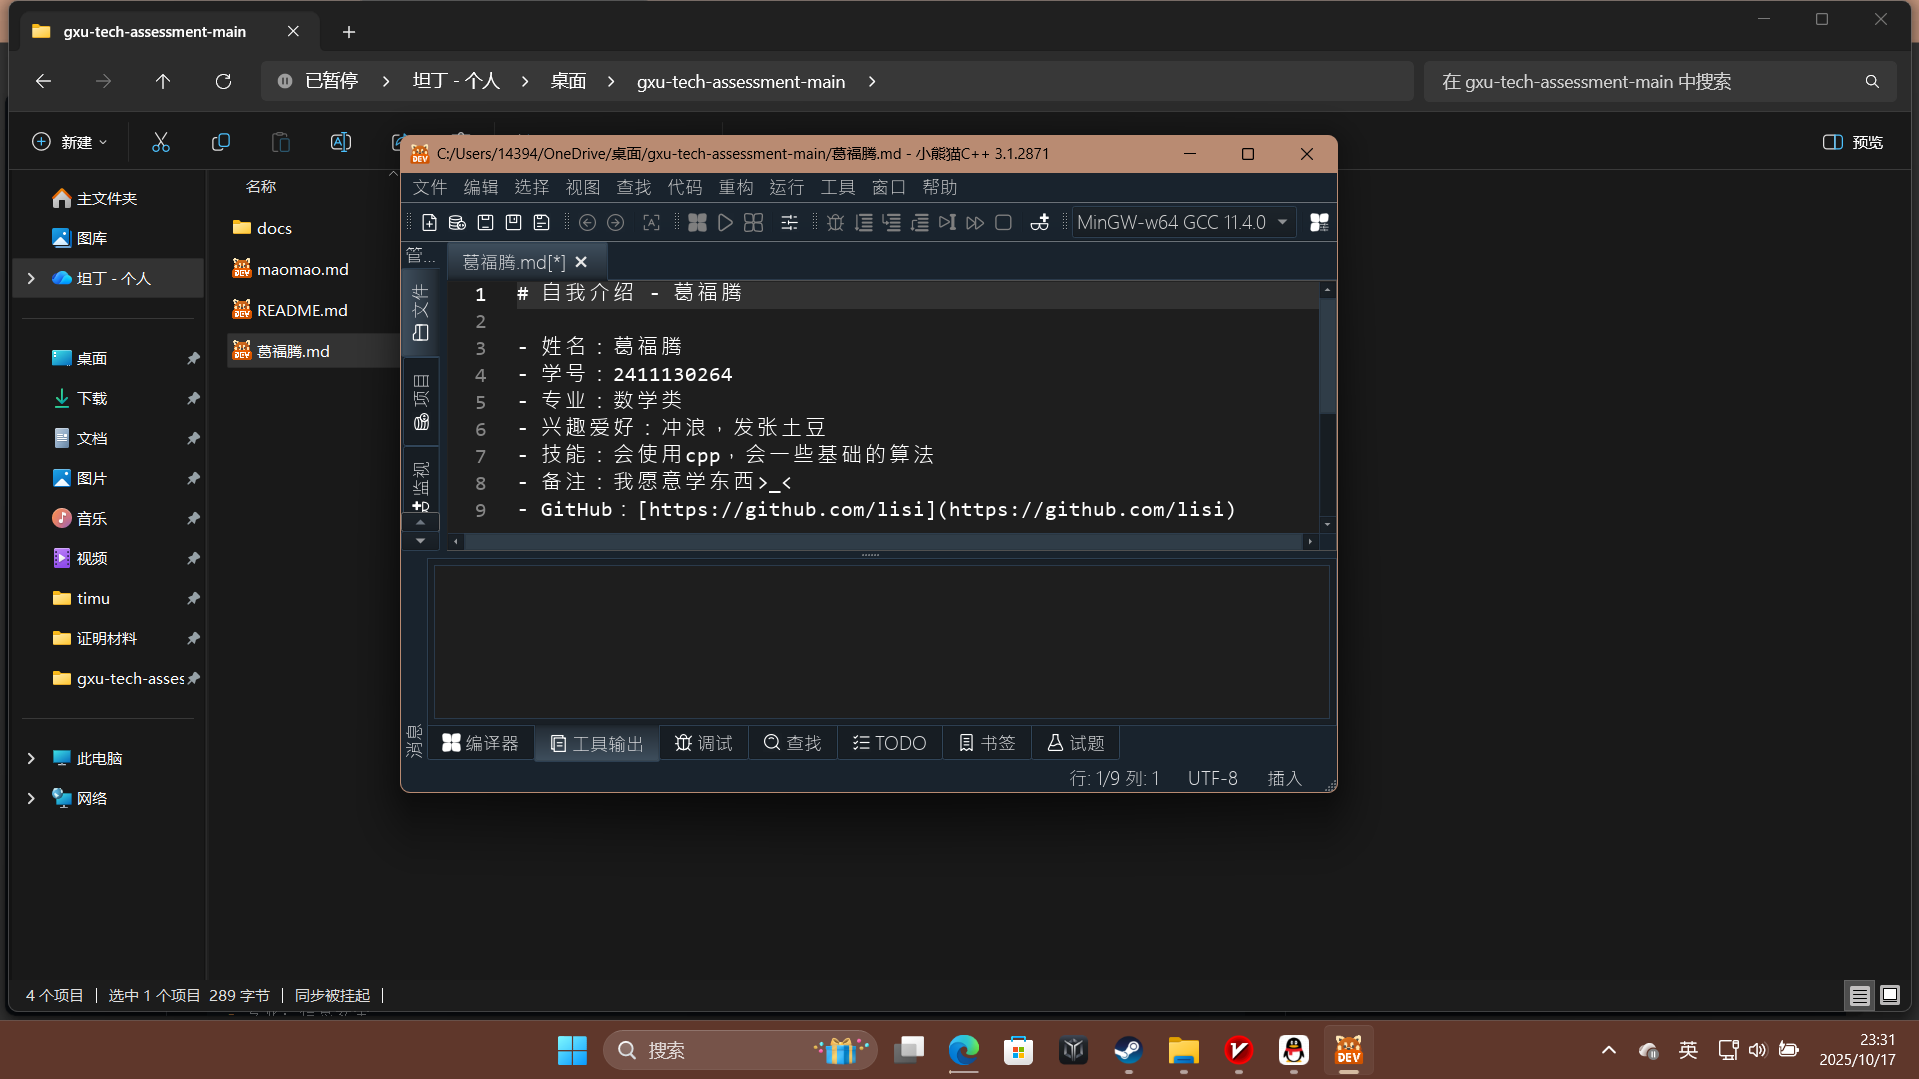 gxu-tech-assessment-main
已暂停 > 坦丁 - 个人 > 桌面 > gxu-tech-assessment-main >
在 gxu-tech-assessment-main 中搜索
新建
预览
主文件夹
图库
坦丁 - 个人
桌面
下载
文档
图片
音乐
视频
timu
证明材料
gxu-tech-asses
此电脑
网络
名称
docs
maomao.md
README.md
葛福腾.md
C:/Users/14394/OneDrive/桌面/gxu-tech-assessment-main/葛福腾.md - 小熊猫C++ 3.1.2871
文件 编辑 选择 视图 查找 代码 重构 运行 工具 窗口 帮助
MinGW-w64 GCC 11.4.0
管...
文件
项目
监视
葛福腾.md[*]
1 # 自我介绍 - 葛福腾
2
3 - 姓名：葛福腾
4 - 学号：2411130264
5 - 专业：数学类
6 - 兴趣爱好：冲浪，发张土豆
7 - 技能：会使用cpp，会一些基础的算法
8 - 备注：我愿意学东西>_<
9 - GitHub：[https://github.com/lisi](https://github.com/lisi)
消息
编译器 工具输出 调试 查找 TODO 书签 试题
行: 1/9 列: 1 UTF-8 插入
4 个项目 | 选中 1 个项目 289 字节 | 同步被挂起 |
搜索
DEV
英
23:31
2025/10/17